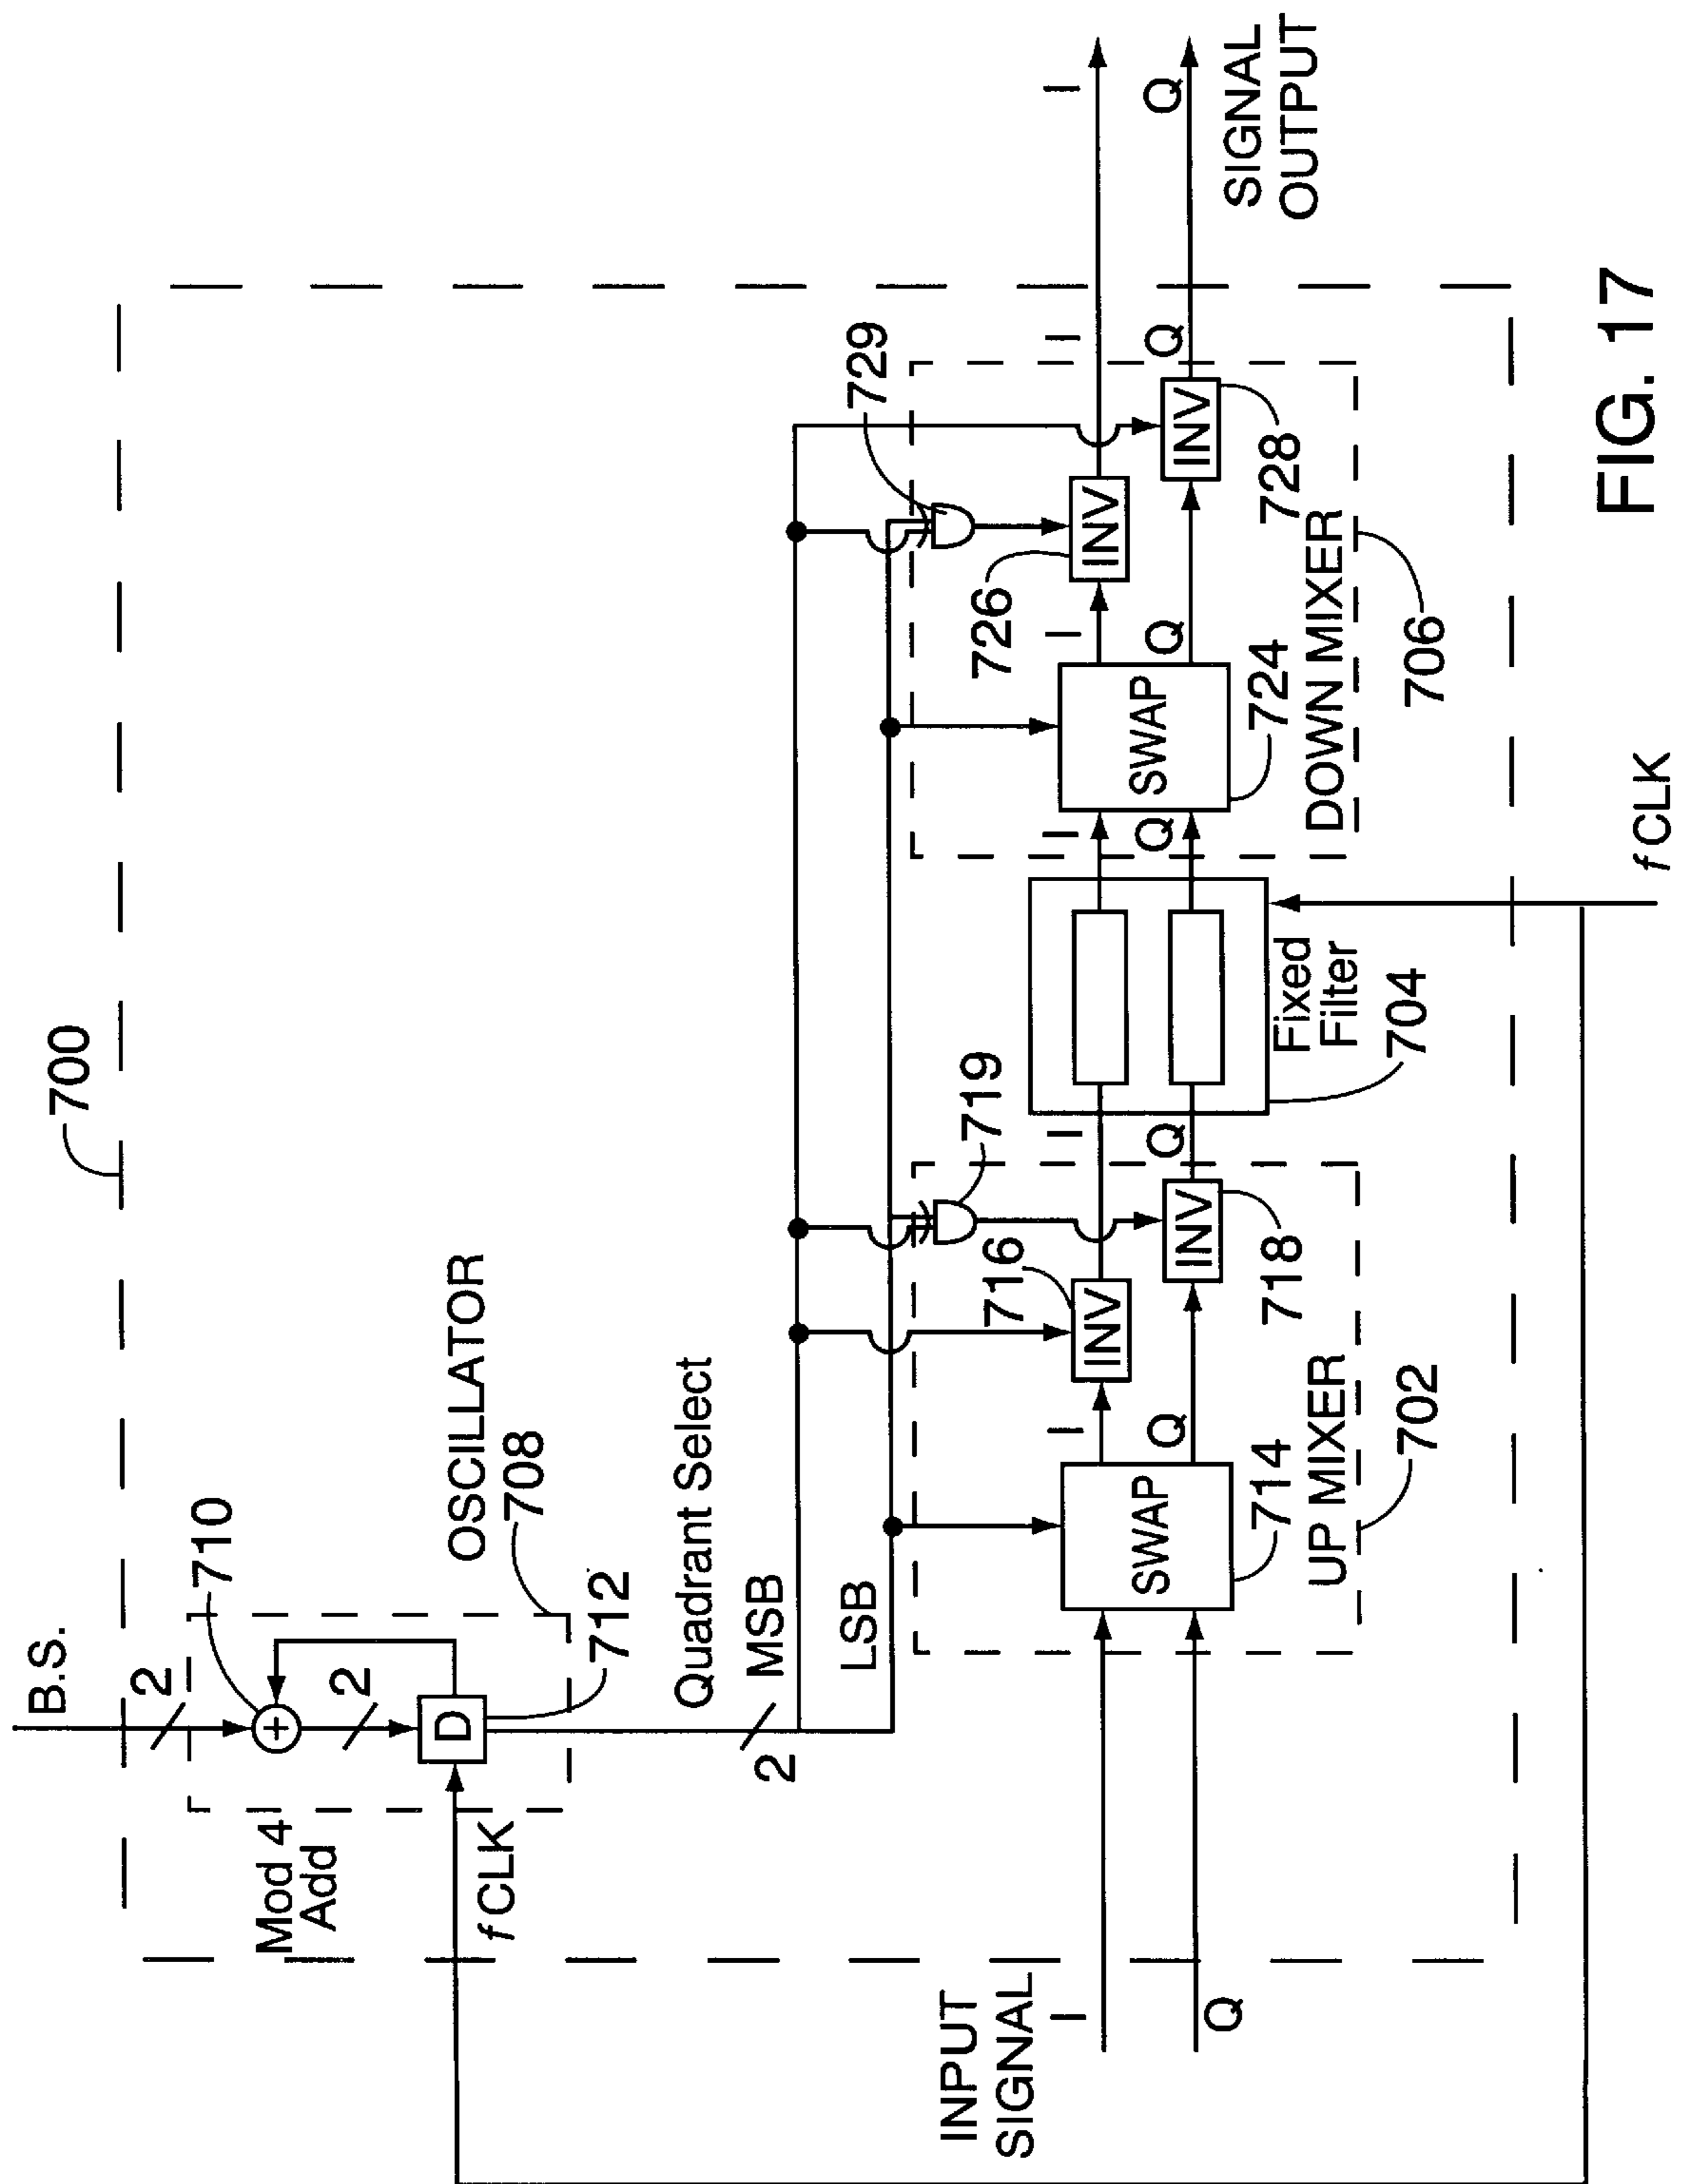 700
B.S.
2
710
2
Mod 4
Add
D
712
OSCILLATOR
708
fCLK
Quadrant Select
2
MSB
LSB
INPUT
SIGNAL
I
Q
SWAP
714
I
Q
INV
716
INV
718
719
UP MIXER
702
I
Q
Fixed
Filter
704
I
Q
SWAP
724
I
Q
INV
726
INV
728
729
DOWN MIXER
706
I
Q
I
Q
SIGNAL
OUTPUT
fCLK
FIG. 17